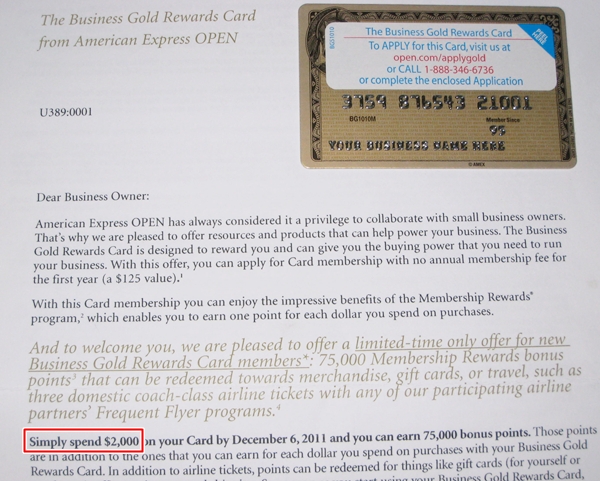 The Business Gold Rewards Card
from American Express OPEN
BG1010
The Business Gold Rewards Card
To APPLY for this Card, visit us at
open.com/applygold
or CALL 1-888-346-6736
or complete the enclosed Application
3759 876543 21001
BG1010M
Member Since
99
YOUR BUSINESS NAME HERE
© AMEX
U389:0001
Dear Business Owner:
American Express OPEN has always considered it a privilege to collaborate with small business owners.
That's why we are pleased to offer resources and products that can help power your business. The Business
Gold Rewards Card is designed to reward you and can give you the buying power that you need to run
your business. With this offer, you can apply for Card membership with no annual membership fee for
the first year (a $125 value).¹
With this Card membership you can enjoy the impressive benefits of the Membership Rewards®
program,² which enables you to earn one point for each dollar you spend on purchases.
And to welcome you, we are pleased to offer a limited-time only offer for new
Business Gold Rewards Card members*: 75,000 Membership Rewards bonus
points³ that can be redeemed towards merchandise, gift cards, or travel, such as
three domestic coach-class airline tickets with any of our participating airline
partners' Frequent Flyer programs.⁴
Simply spend $2,000 on your Card by December 6, 2011 and you can earn 75,000 bonus points. Those points
are in addition to the ones that you can earn for each dollar you spend on purchases with your Business Gold
Rewards Card. In addition to airline tickets, points can be redeemed for things like gift cards (for yourself or